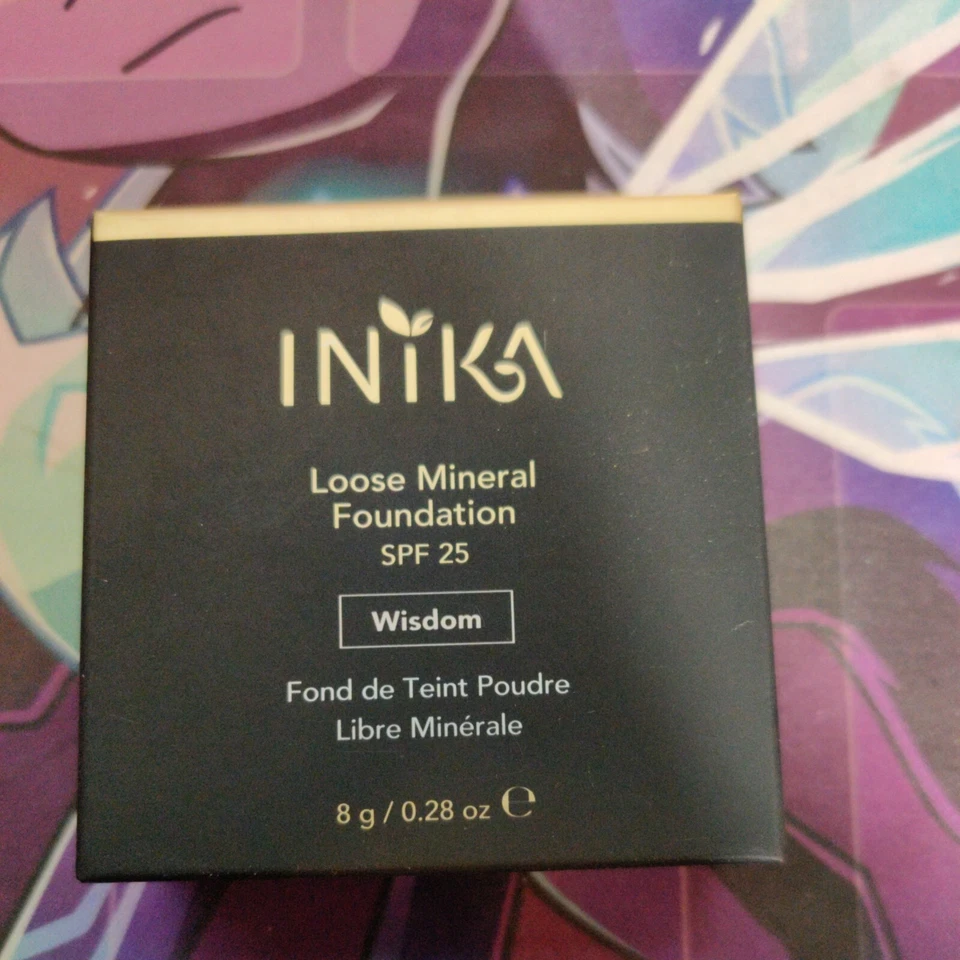 INIKA
Loose Mineral
Foundation
SPF 25
Wisdom
Fond de Teint Poudre
Libre Minérale
8 g / 0.28 oz ℮